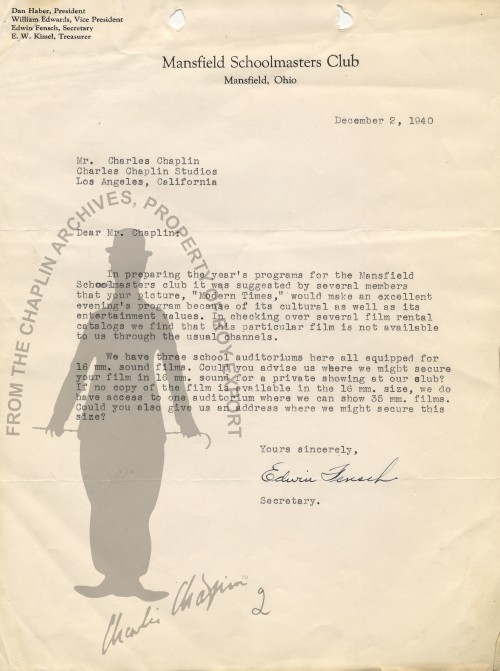 Dan Haber, President
William Edwards, Vice President
Edwin Fensch, Secretary
E. W. Kissel, Treasurer
Mansfield Schoolmasters Club
Mansfield, Ohio
December 2, 1940
Mr. Charles Chaplin
Charles Chaplin Studios
Los Angeles, California
Dear Mr. Chaplin:
In preparing the year's programs for the Mansfield
Schoolmasters club it was suggested by several members
that your picture, "Modern Times," would make an excellent
evening's program because of its cultural as well as its
entertainment values. In checking over several film rental
catalogs we find that this particular film is not available
to us through the usual channels.
We have three school auditoriums here all equipped for
16 mm. sound films. Could you advise us where we might secure
your film in 16 mm. sound for a private showing at our club?
If no copy of the film is available in the 16 mm. size, we do
have access to one auditorium where we can show 35 mm. films.
Could you also give us an address where we might secure this
size?
Yours sincerely,
Edwin Fensch
Secretary.
FROM THE CHAPLIN ARCHIVES, PROPERTY OF ROY EXPORT
Charlie Chaplin
2